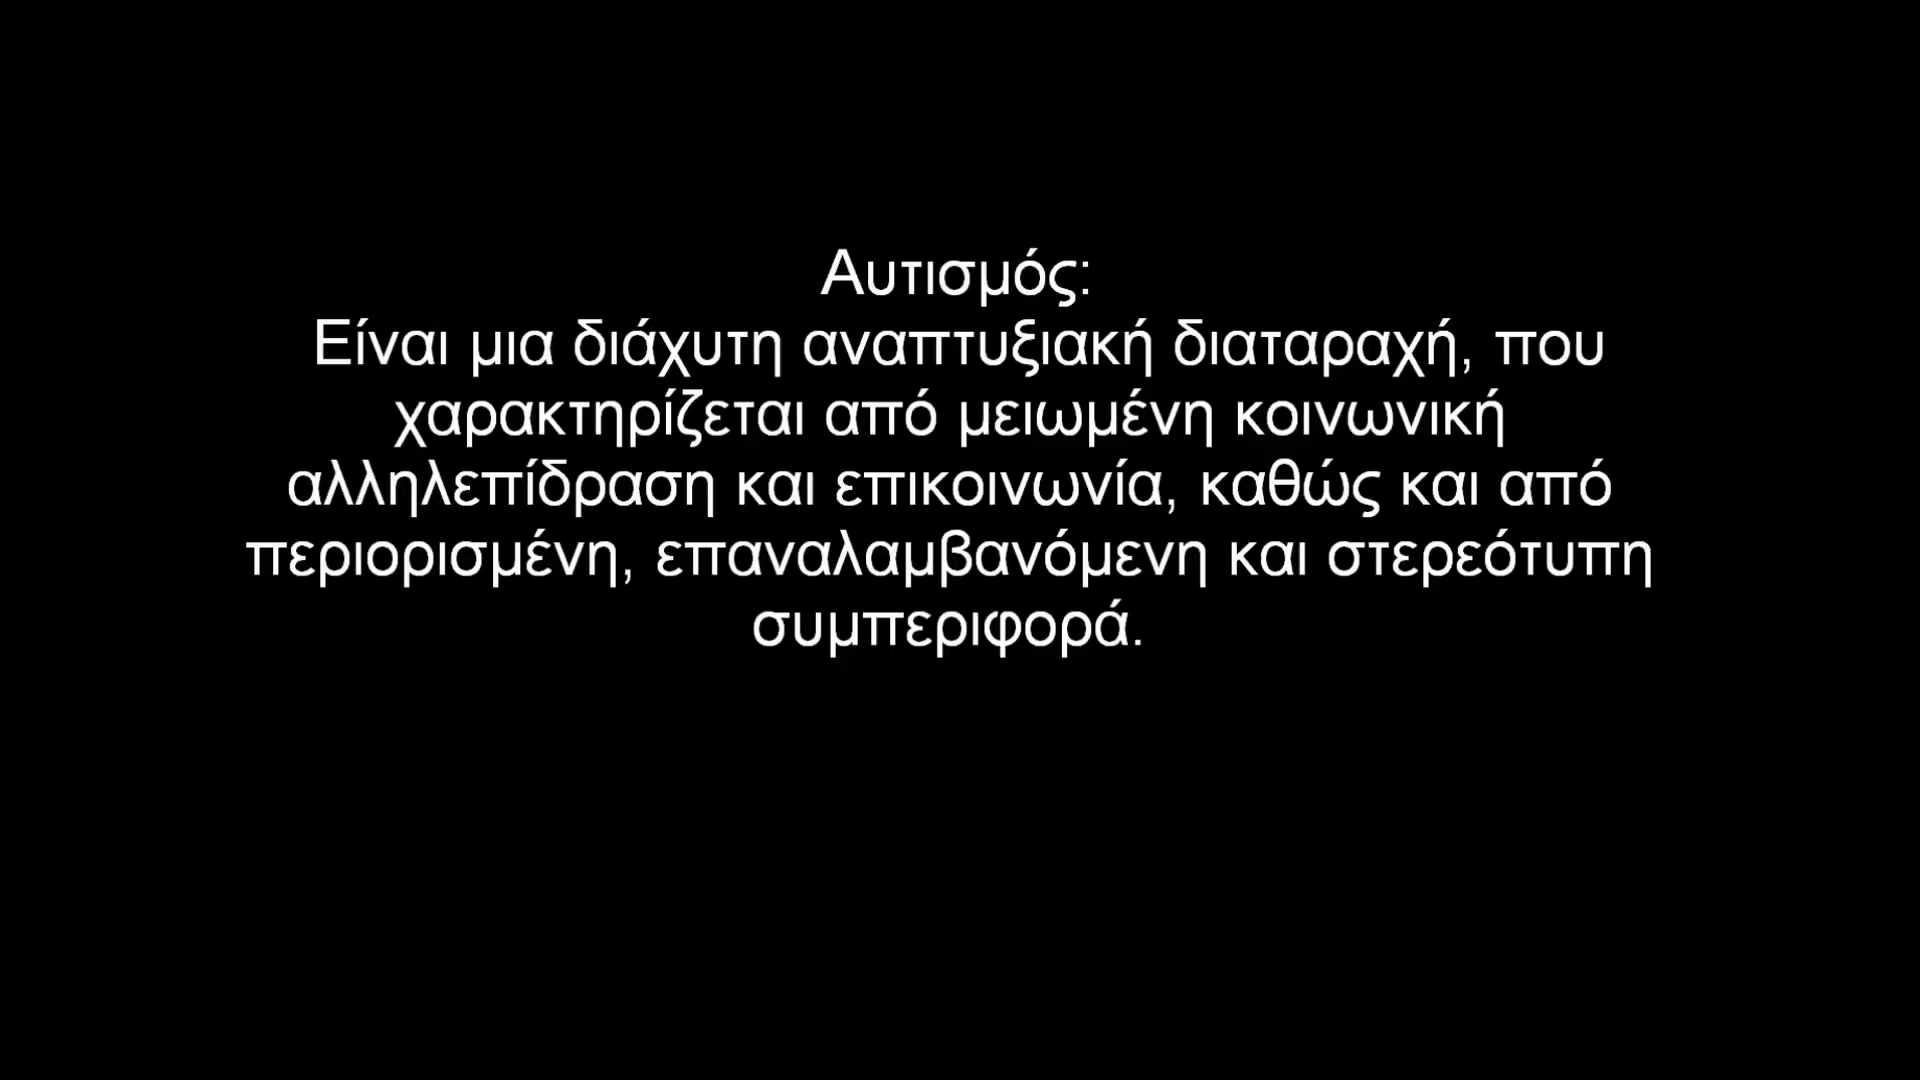 Αυτισμός:
Είναι μια διάχυτη αναπτυξιακή διαταραχή, που
χαρακτηρίζεται από μειωμένη κοινωνική
αλληλεπίδραση και επικοινωνία, καθώς και από
περιορισμένη, επαναλαμβανόμενη και στερεότυπη
συμπεριφορά.